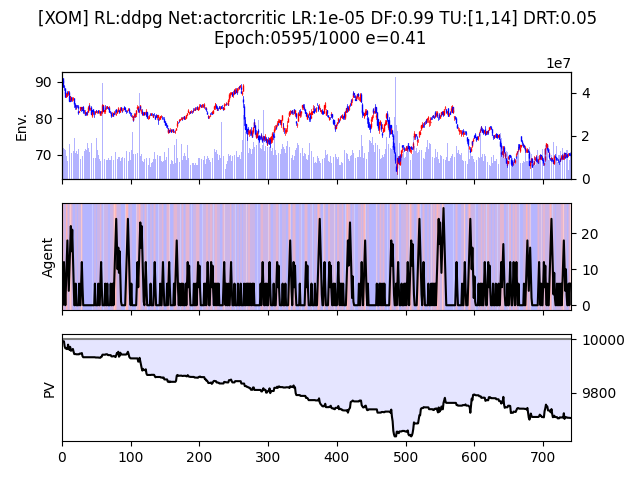 [XOM] RL:ddpg Net:actorcritic LR:1e-05 DF:0.99 TU:[1,14] DRT:0.05
Epoch:0595/1000 e=0.41
1e7
90
80
70
Env.
4
2
0
Agent
20
10
0
PV
10000
9800
0 100 200 300 400 500 600 700